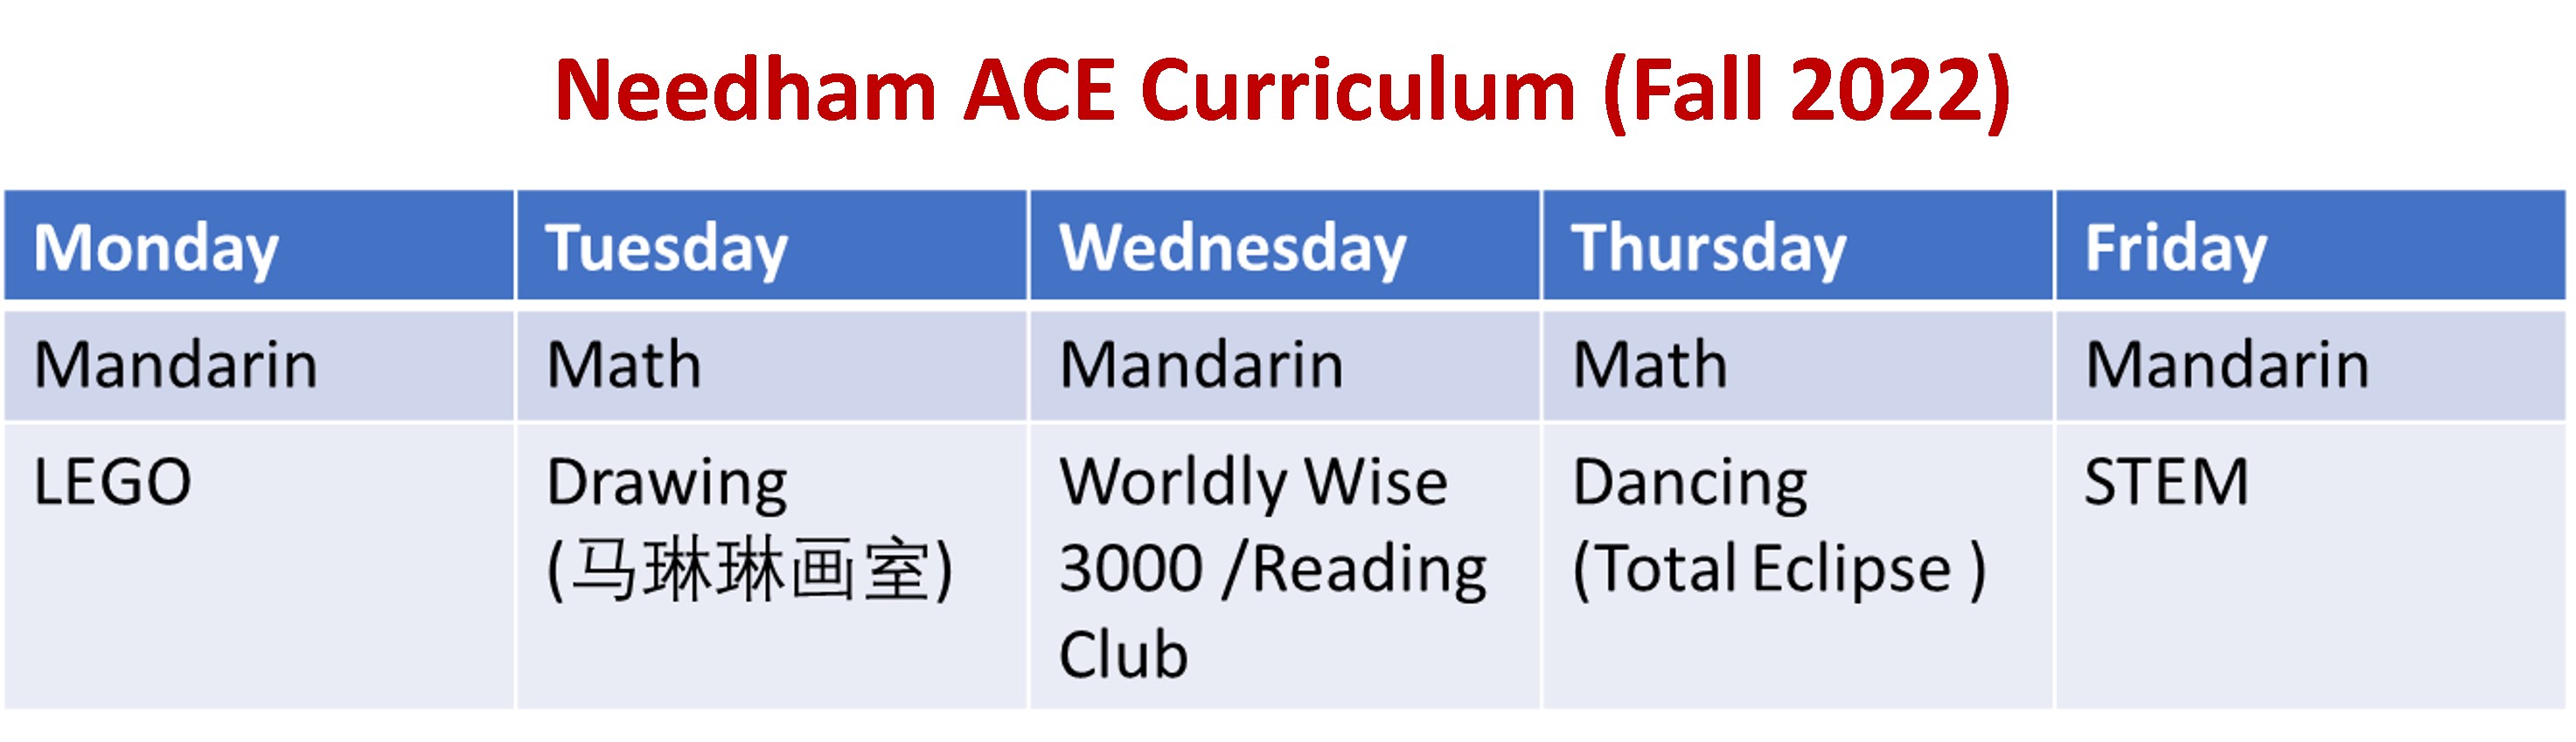 Needham ACE Curriculum (Fall 2022)
Monday Tuesday Wednesday Thursday Friday
Mandarin Math Mandarin Math Mandarin
LEGO Drawing Worldly Wise Dancing STEM
(马琳琳画室) 3000 /Reading (Total Eclipse )
Club